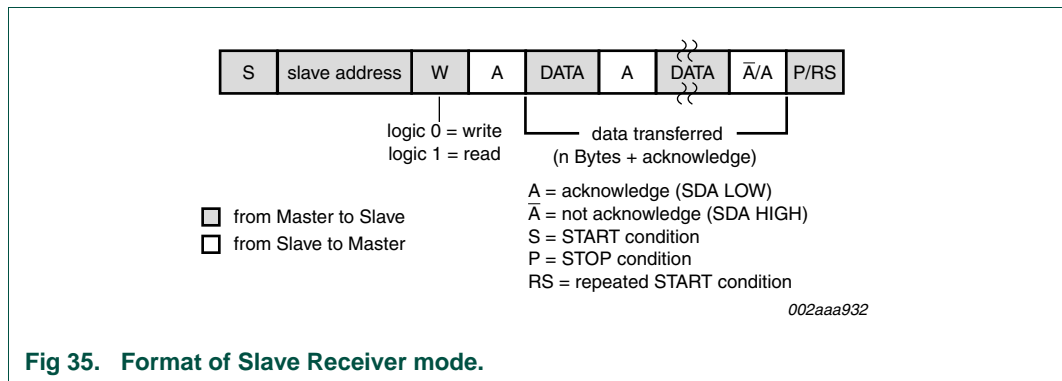 S slave address W A DATA A DATA A̅/A P/RS
logic 0 = write
logic 1 = read
data transferred
(n Bytes + acknowledge)
A = acknowledge (SDA LOW)
A̅ = not acknowledge (SDA HIGH)
S = START condition
P = STOP condition
RS = repeated START condition
from Master to Slave
from Slave to Master
002aaa932
Fig 35. Format of Slave Receiver mode.